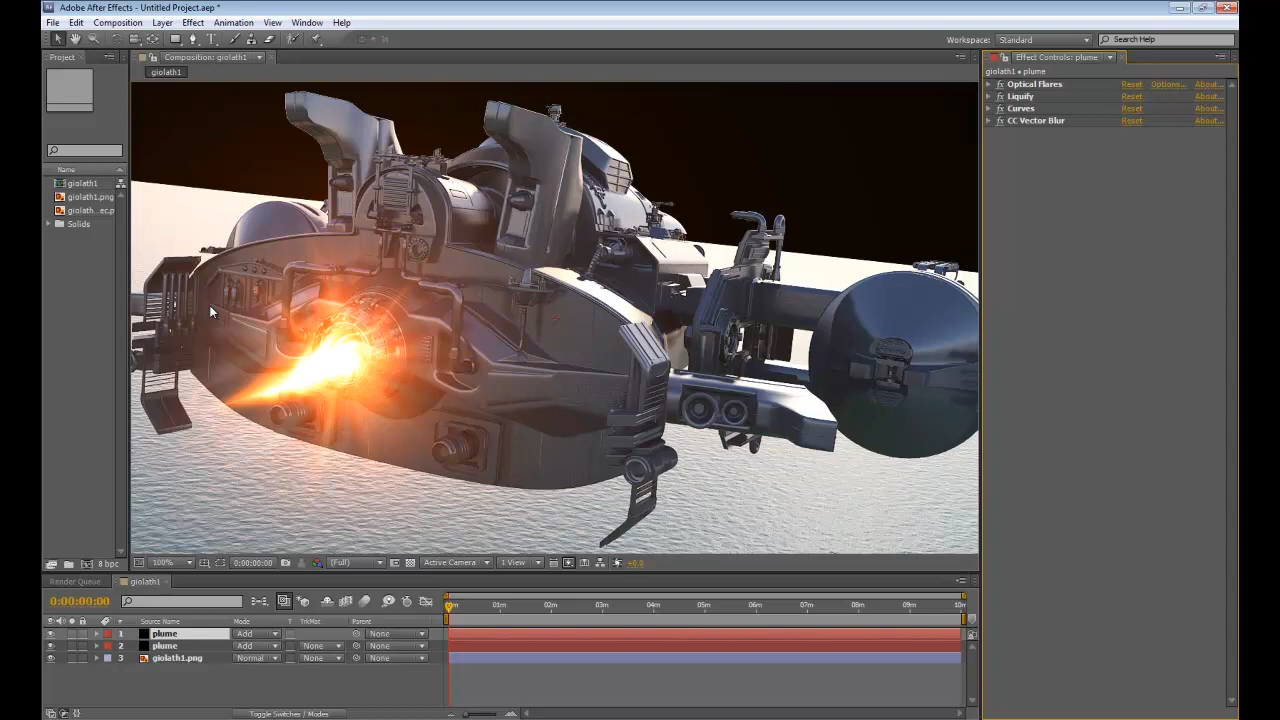 Adobe After Effects - Untitled Project.aep *
File Edit Composition Layer Effect Animation View Window Help
Workspace: Standard Search Help
Project Composition: giolath1 Effect Controls: plume
giolath1 giolath1 • plume
Optical Flares Reset Options... About...
Liquify Reset About...
Curves Reset About...
CC Vector Blur Reset About...
Name
giolath1
giolath1.png
giolath...ec.p
Solids
8 bpc 100% 0:00:00:00 (Full) Active Camera 1 View +0.0
Render Queue giolath1
0:00:00:00
01m 02m 03m 04m 05m 06m 07m 08m 09m 10m
# Source Name Mode T TrkMat Parent
1 plume Add None
2 plume Add None None
3 giolath1.png Normal None None
Toggle Switches / Modes